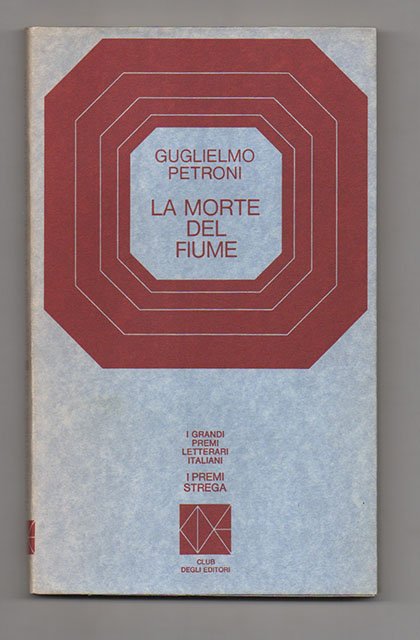 GUGLIELMO
PETRONI
LA MORTE
DEL
FIUME
I GRANDI
PREMI
LETTERARI
ITALIANI
I PREMI
STREGA
CLUB
DEGLI EDITORI